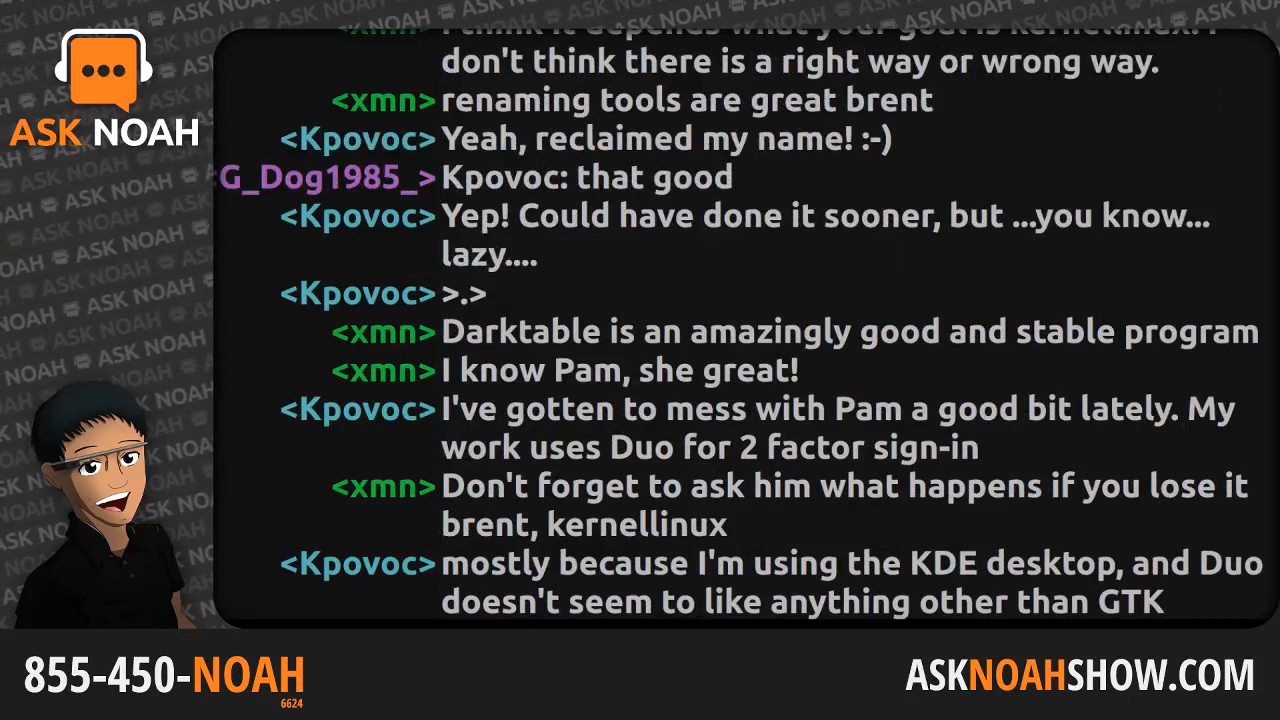 ASK NOAH
don't think there is a right way or wrong way.
<xmn> renaming tools are great brent
<Kpovoc> Yeah, reclaimed my name! :-)
G_Dog1985_> Kpovoc: that good
<Kpovoc> Yep! Could have done it sooner, but ...you know...
lazy....
<Kpovoc> >.>
<xmn> Darktable is an amazingly good and stable program
<xmn> I know Pam, she great!
<Kpovoc> I've gotten to mess with Pam a good bit lately. My
work uses Duo for 2 factor sign-in
<xmn> Don't forget to ask him what happens if you lose it
brent, kernellinux
<Kpovoc> mostly because I'm using the KDE desktop, and Duo
doesn't seem to like anything other than GTK
855-450-NOAH
6624
ASKNOAHSHOW.COM